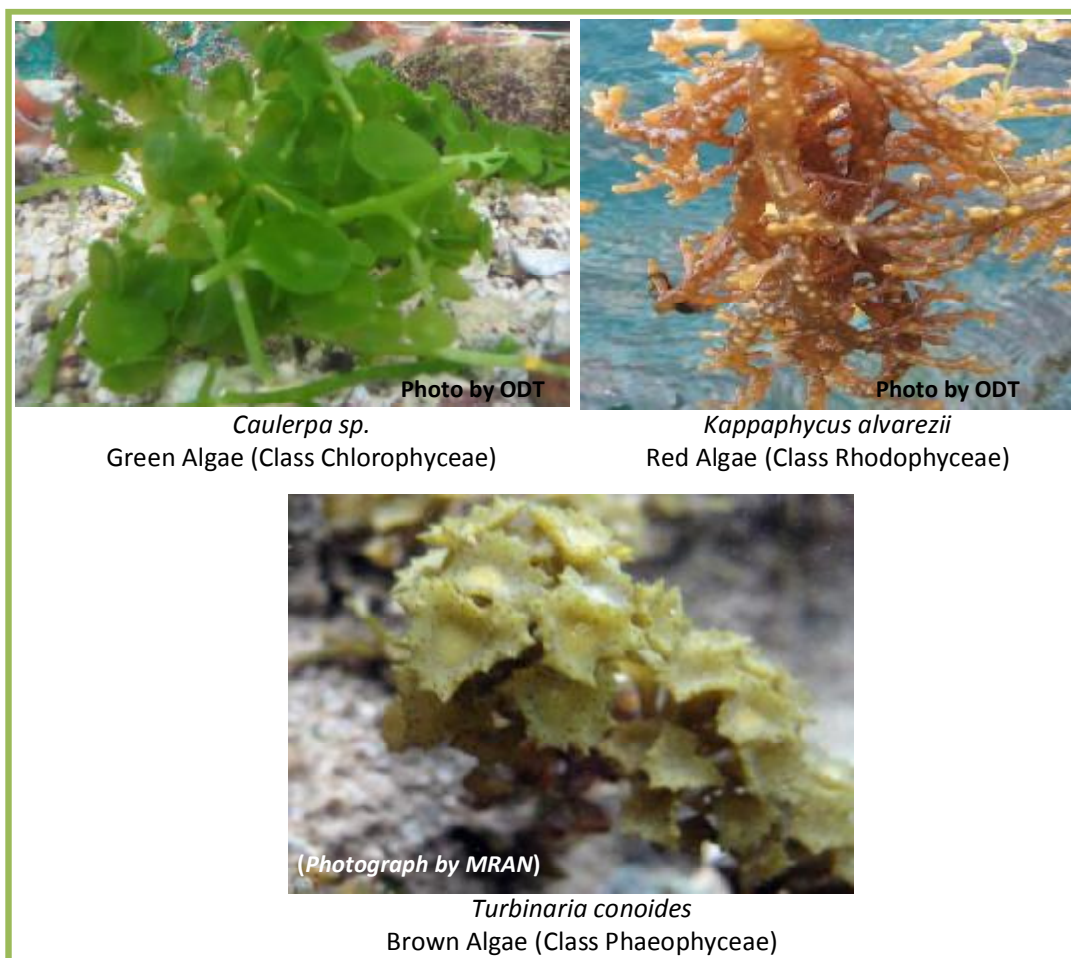 Photo by ODT
Photo by ODT
Caulerpa sp.
Green Algae (Class Chlorophyceae)
Kappaphycus alvarezii
Red Algae (Class Rhodophyceae)
(Photograph by MRAN)
Turbinaria conoides
Brown Algae (Class Phaeophyceae)